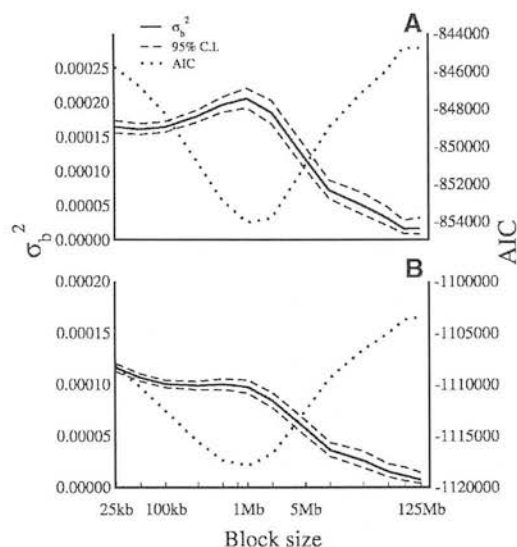 A
σb²
95% C.I.
AIC
0.00025
0.00020
0.00015
0.00010
0.00005
0.00000
-844000
-846000
-848000
-850000
-852000
-854000
σb²
AIC
B
0.00020
0.00015
0.00010
0.00005
0.00000
-1100000
-1105000
-1110000
-1115000
-1120000
25kb 100kb 1Mb 5Mb 125Mb
Block size